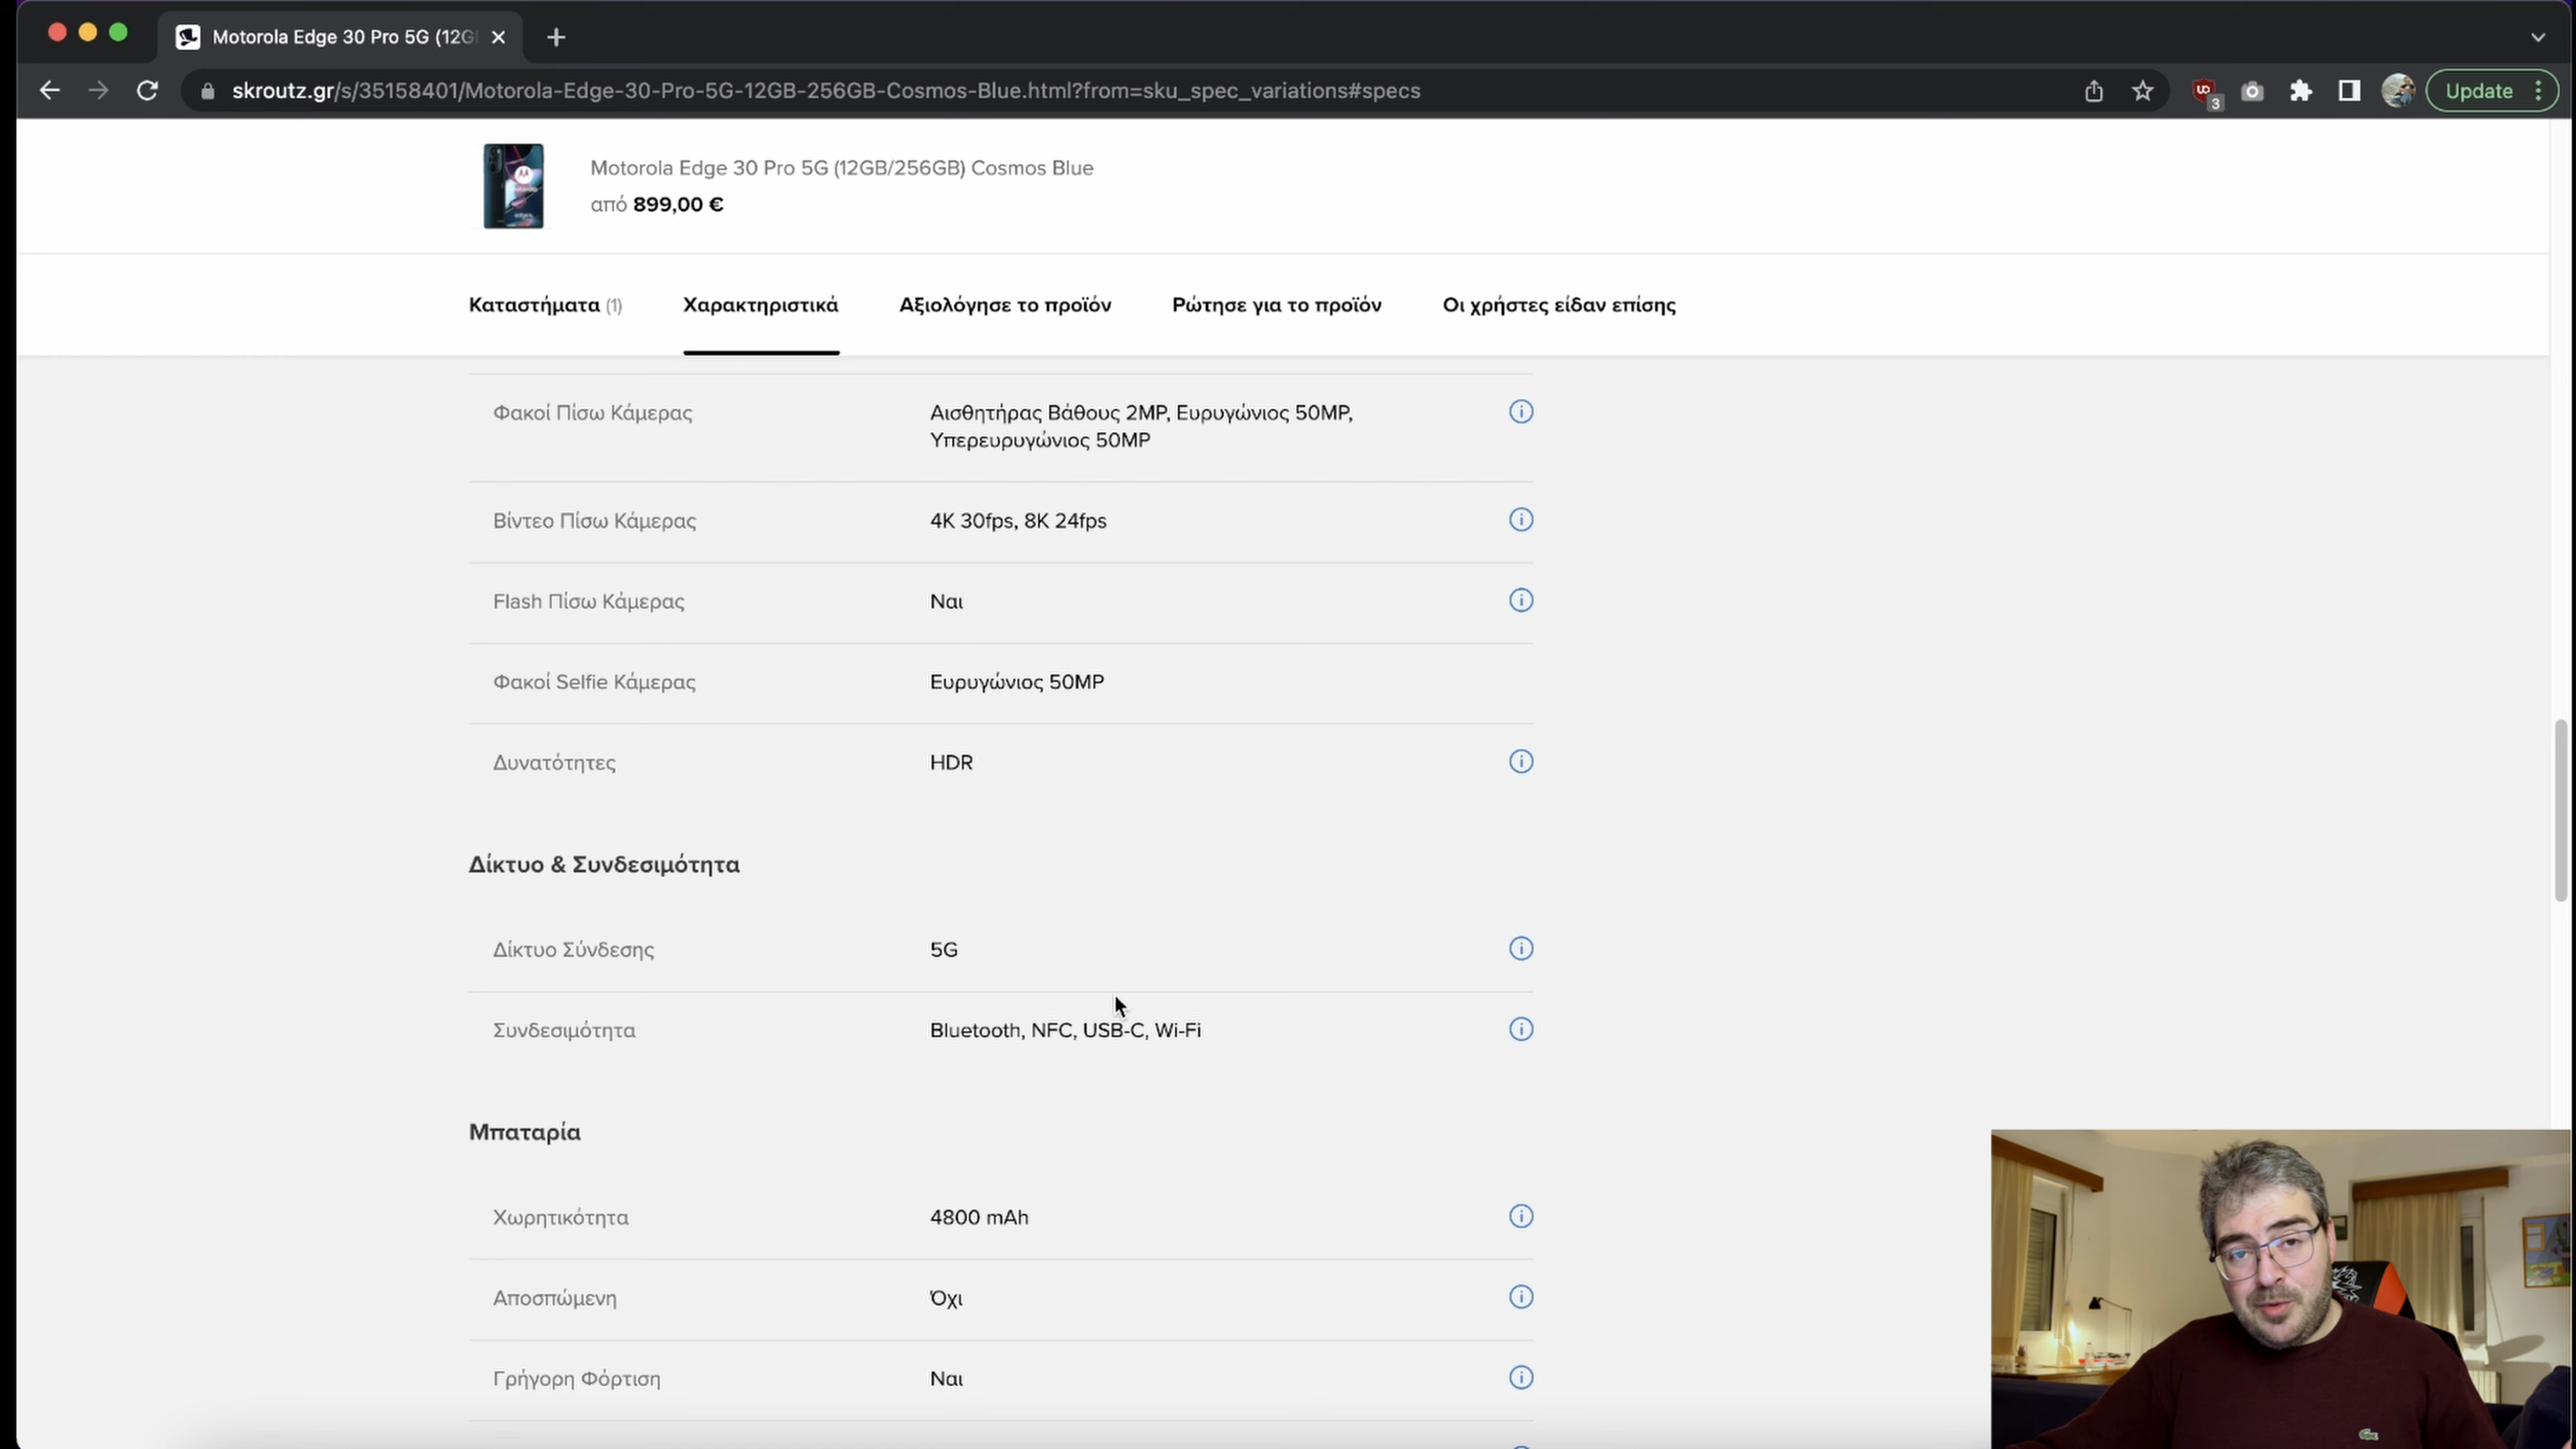 Motorola Edge 30 Pro 5G (12G
skroutz.gr/s/35158401/Motorola-Edge-30-Pro-5G-12GB-256GB-Cosmos-Blue.html?from=sku_spec_variations#specs
3
Update
Motorola Edge 30 Pro 5G (12GB/256GB) Cosmos Blue
από 899,00 €
Καταστήματα (1)
Χαρακτηριστικά
Αξιολόγησε το προϊόν
Ρώτησε για το προϊόν
Οι χρήστες είδαν επίσης
Φακοί Πίσω Κάμερας
Αισθητήρας Βάθους 2MP, Ευρυγώνιος 50MP,
Υπερευρυγώνιος 50MP
Βίντεο Πίσω Κάμερας
4K 30fps, 8K 24fps
Flash Πίσω Κάμερας
Ναι
Φακοί Selfie Κάμερας
Ευρυγώνιος 50MP
Δυνατότητες
HDR
Δίκτυο & Συνδεσιμότητα
Δίκτυο Σύνδεσης
5G
Συνδεσιμότητα
Bluetooth, NFC, USB-C, Wi-Fi
Μπαταρία
Χωρητικότητα
4800 mAh
Αποσπώμενη
Όχι
Γρήγορη Φόρτιση
Ναι